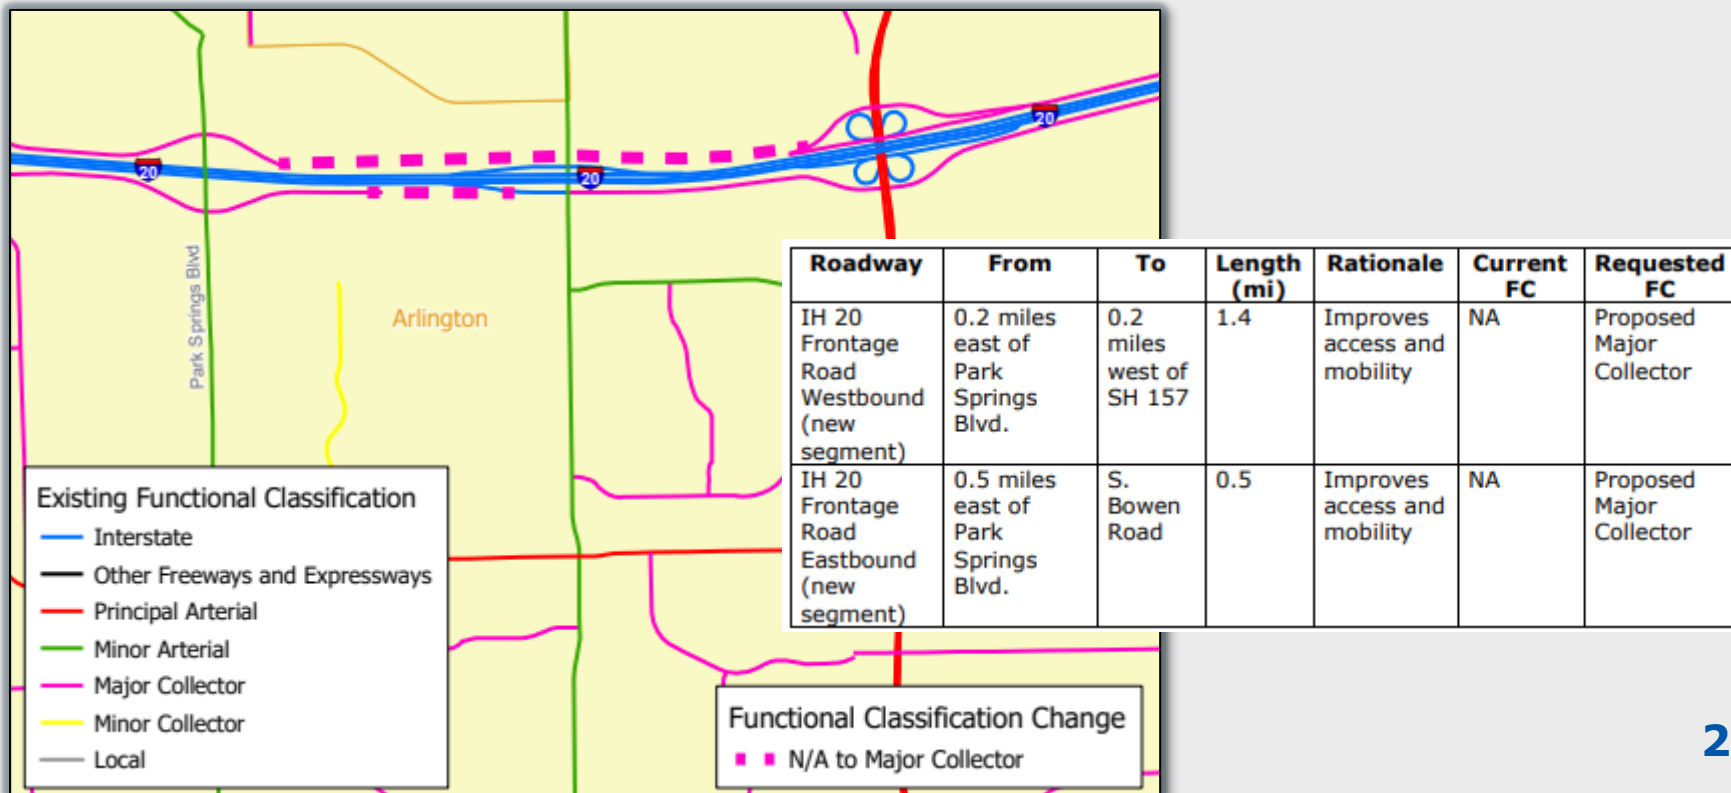 20
20
20
Park Springs Blvd
Arlington
Roadway From To Length (mi) Rationale Current FC Requested FC
IH 20 Frontage Road Westbound (new segment) 0.2 miles east of Park Springs Blvd. 0.2 miles west of SH 157 1.4 Improves access and mobility NA Proposed Major Collector
IH 20 Frontage Road Eastbound (new segment) 0.5 miles east of Park Springs Blvd. S. Bowen Road 0.5 Improves access and mobility NA Proposed Major Collector
Existing Functional Classification
Interstate
Other Freeways and Expressways
Principal Arterial
Minor Arterial
Major Collector
Minor Collector
Local
Functional Classification Change
N/A to Major Collector
2